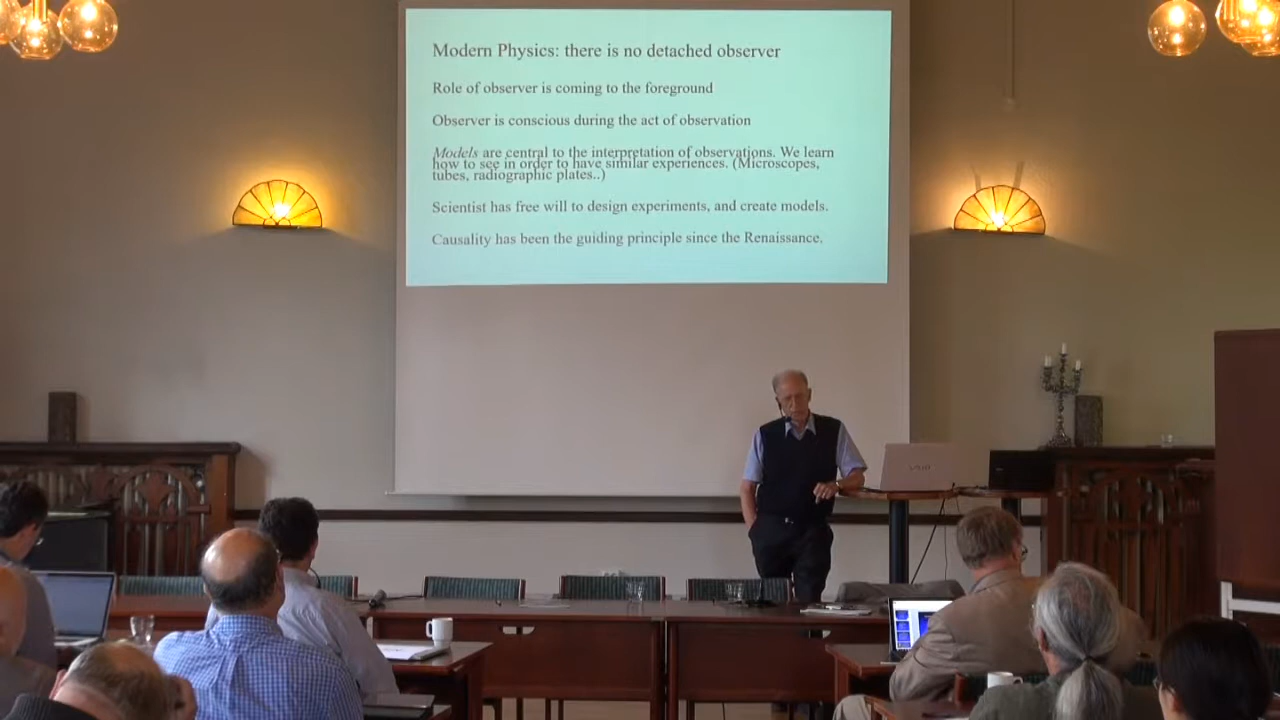 Modern Physics: there is no detached observer
Role of observer is coming to the foreground
Observer is conscious during the act of observation
Models are central to the interpretation of observations. We learn
how to see in order to have similar experiences. (Microscopes,
tubes, radiographic plates..)
Scientist has free will to design experiments, and create models.
Causality has been the guiding principle since the Renaissance.
VAIO